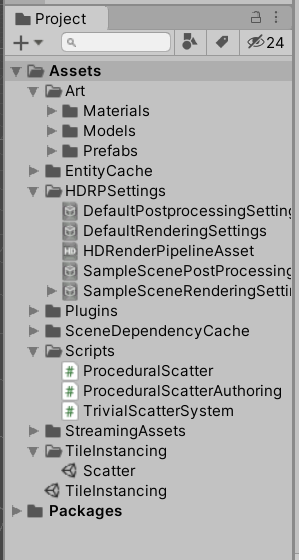 Project
24
Assets
Art
Materials
Models
Prefabs
EntityCache
HDRPSettings
DefaultPostprocessingSetting
DefaultRenderingSettings
HD HDRenderPipelineAsset
SampleScenePostProcessing
SampleSceneRenderingSettin
Plugins
SceneDependencyCache
Scripts
# ProceduralScatter
# ProceduralScatterAuthoring
# TrivialScatterSystem
StreamingAssets
TileInstancing
Scatter
TileInstancing
Packages